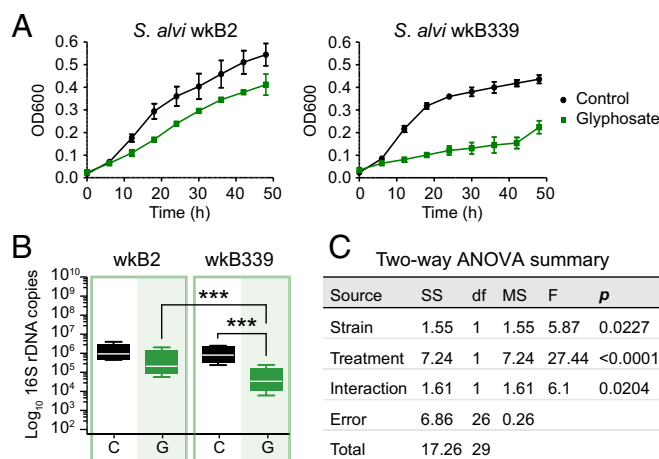 A
S. alvi wkB2
S. alvi wkB339
OD600
0.6
0.5
0.4
0.3
0.2
0.1
0.0
0 10 20 30 40 50
Time (h)
OD600
0.6
0.5
0.4
0.3
0.2
0.1
0.0
0 10 20 30 40 50
Time (h)
Control
Glyphosate
B
wkB2 wkB339
Log10 16S rDNA copies
10^10
10^9
10^8
10^7
10^6
10^5
10^4
10^3
10^2
***
***
C G C G
C
Two-way ANOVA summary
Source SS df MS F p
Strain 1.55 1 1.55 5.87 0.0227
Treatment 7.24 1 7.24 27.44 <0.0001
Interaction 1.61 1 1.61 6.1 0.0204
Error 6.86 26 0.26
Total 17.26 29